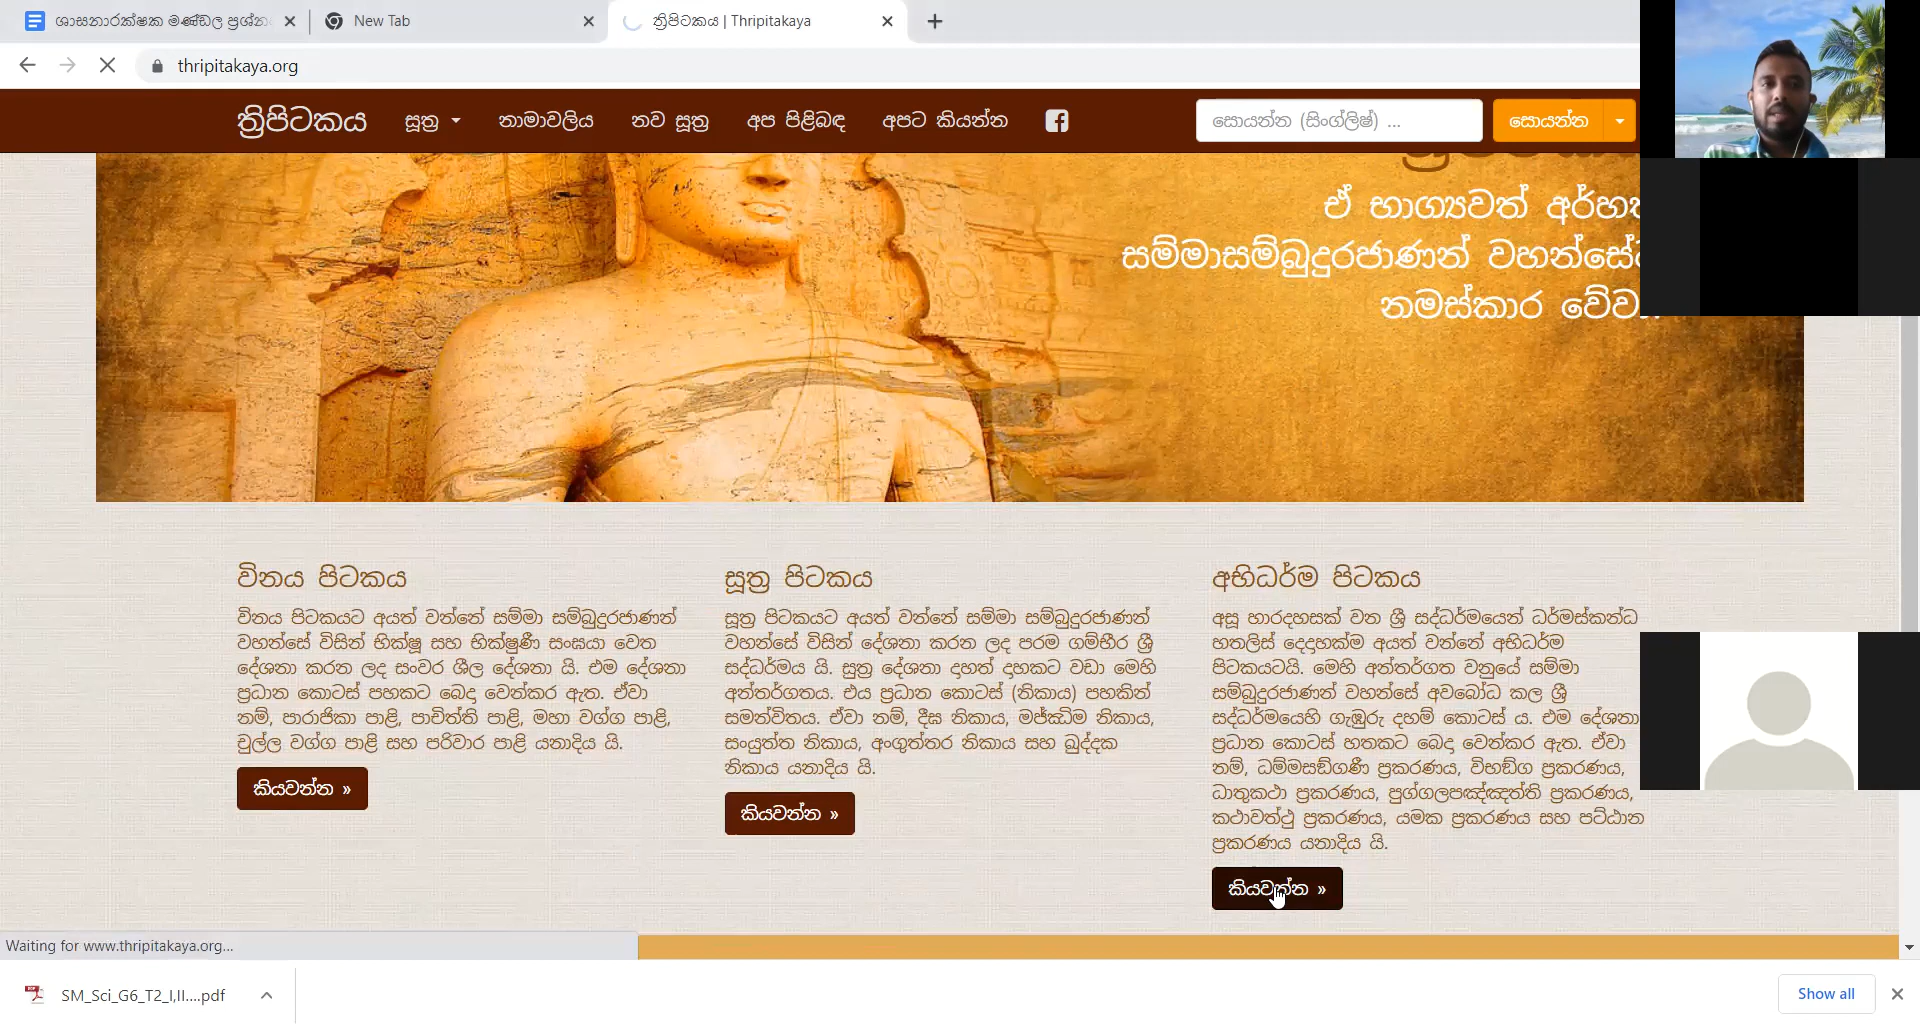 ශාසනාරක්ෂක මණ්ඩල ප්‍රශ්න
New Tab
ත්‍රිපිටකය | Thripitakaya
thripitakaya.org
ත්‍රිපිටකය සූත්‍ර නාමාවලිය නව සූත්‍ර අප පිළිබඳ අපට කියන්න
සොයන්න (සිංග්ලිෂ්) ... සොයන්න
ඒ භාග්‍යවත්
සම්මාසම්බුදුරජාණන්
නමස්කාර
විනය පිටකය
විනය පිටකයට අයත් වන්නේ සම්මා සම්බුදුරජාණන්
වහන්සේ විසින් භික්ෂූ සහ භික්ෂුණී සංඝයා වෙත
දේශනා කරන ලද සංවර ශීල දේශනා යි. එම දේශනා
ප්‍රධාන කොටස් පහකට බෙදා වෙන්කර ඇත. ඒවා
නම්, පාරාජිකා පාළි, පාචිත්ති පාළි, මහා වග්ග පාළි,
චුල්ල වග්ග පාළි සහ පරිවාර පාළි යනාදිය යි.
කියවන්න »
සූත්‍ර පිටකය
සූත්‍ර පිටකයට අයත් වන්නේ සම්මා සම්බුදුරජාණන්
වහන්සේ විසින් දේශනා කරන ලද පරම ගම්භීර ශ්‍රී
සද්ධර්මය යි. සූත්‍ර දේශනා දාහත් දාහකට වඩා මෙහි
අන්තර්ගතය. එය ප්‍රධාන කොටස් (නිකාය) පහකින්
සමන්විතය. ඒවා නම්, දීඝ නිකාය, මජ්ඣිම නිකාය,
සංයුත්ත නිකාය, අංගුත්තර නිකාය සහ ඛුද්දක
නිකාය යනාදිය යි.
කියවන්න »
අභිධර්ම පිටකය
අසූ හාරදහසක් වන ශ්‍රී සද්ධර්මයෙන් ධර්මස්කන්ධ
හතලිස් දෙදාහක්ම අයත් වන්නේ අභිධර්ම
පිටකයටයි. මෙහි අන්තර්ගත වනුයේ සම්මා
සම්බුදුරජාණන් වහන්සේ අවබෝධ කල ශ්‍රී
සද්ධර්මයෙහි ගැඹුරු දහම් කොටස් ය. එම දේශනා
ප්‍රධාන කොටස් හතකට බෙදා වෙන්කර ඇත. ඒවා
නම්, ධම්මසඞ්ගණී ප්‍රකරණය, විභඞ්ග ප්‍රකරණය,
ධාතුකථා ප්‍රකරණය, පුග්ගලපඤ්ඤත්ති ප්‍රකරණය,
කථාවත්ථු ප්‍රකරණය, යමක ප්‍රකරණය සහ පට්ඨාන
ප්‍රකරණය යනාදිය යි.
කියවන්න »
Waiting for www.thripitakaya.org...
SM_Sci_G6_T2_I,II....pdf
Show all